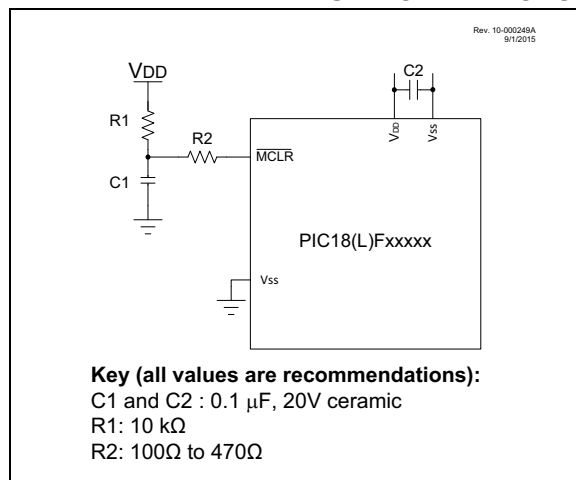 Rev. 10-000249A
9/1/2015
VDD
C2
R1
R2
VDD
Vss
MCLR
C1
PIC18(L)Fxxxxx
Vss
Key (all values are recommendations):
C1 and C2 : 0.1 μF, 20V ceramic
R1: 10 kΩ
R2: 100Ω to 470Ω